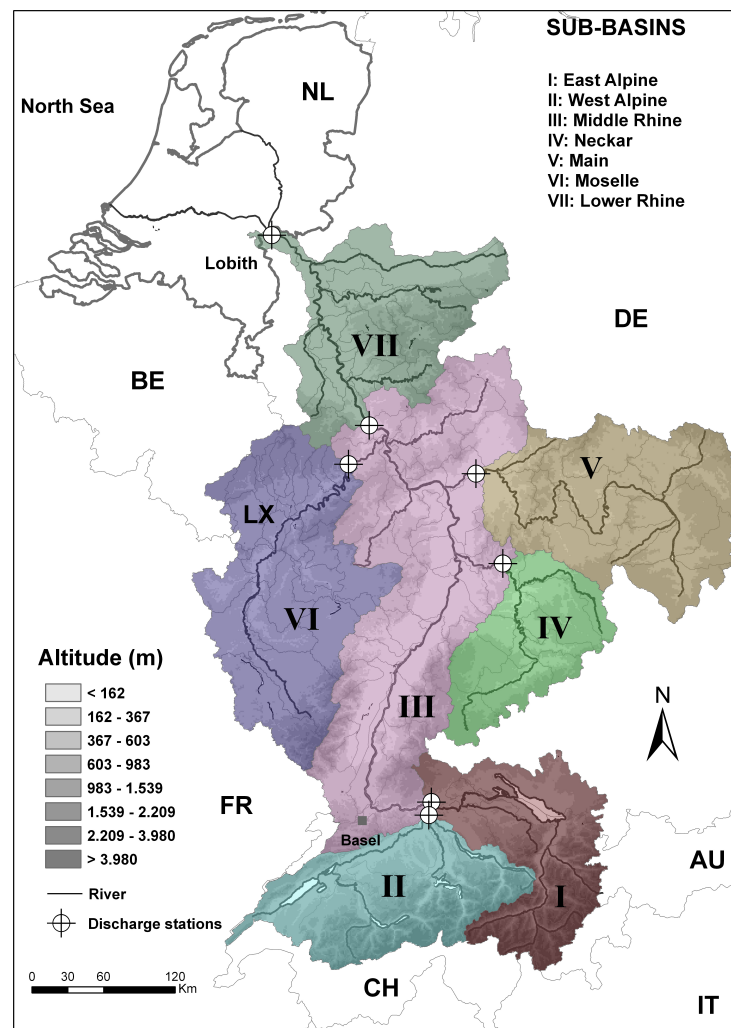 SUB-BASINS
I: East Alpine
II: West Alpine
III: Middle Rhine
IV: Neckar
V: Main
VI: Moselle
VII: Lower Rhine
NL
North Sea
Lobith
DE
VII
BE
V
LX
VI
IV
III
Altitude (m)
< 162
162 - 367
367 - 603
603 - 983
983 - 1.539
1.539 - 2.209
2.209 - 3.980
> 3.980
River
Discharge stations
0 30 60 120
Km
N
FR
Basel
AU
II
I
CH
IT